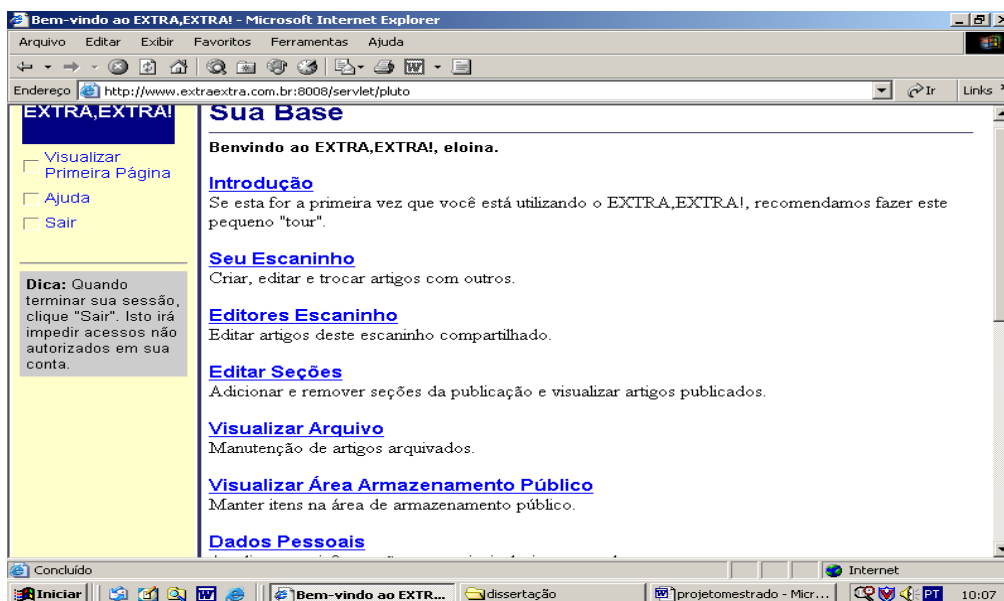 Bem-vindo ao EXTRA,EXTRA! - Microsoft Internet Explorer
Arquivo Editar Exibir Favoritos Ferramentas Ajuda
Endereço http://www.extraextra.com.br:8008/servlet/pluto Ir Links
EXTRA,EXTRA!
Visualizar
Primeira Página
Ajuda
Sair
Dica: Quando
terminar sua sessão,
clique "Sair". Isto irá
impedir acessos não
autorizados em sua
conta.
Sua Base
Benvindo ao EXTRA,EXTRA!, eloina.
Introdução
Se esta for a primeira vez que você está utilizando o EXTRA,EXTRA!, recomendamos fazer este
pequeno "tour".
Seu Escaninho
Criar, editar e trocar artigos com outros.
Editores Escaninho
Editar artigos deste escaninho compartilhado.
Editar Seções
Adicionar e remover seções da publicação e visualizar artigos publicados.
Visualizar Arquivo
Manutenção de artigos arquivados.
Visualizar Área Armazenamento Público
Manter itens na área de armazenamento público.
Dados Pessoais
Concluído Internet
Iniciar Bem-vindo ao EXTR... dissertação projetomestrado - Micr... PT 10:07